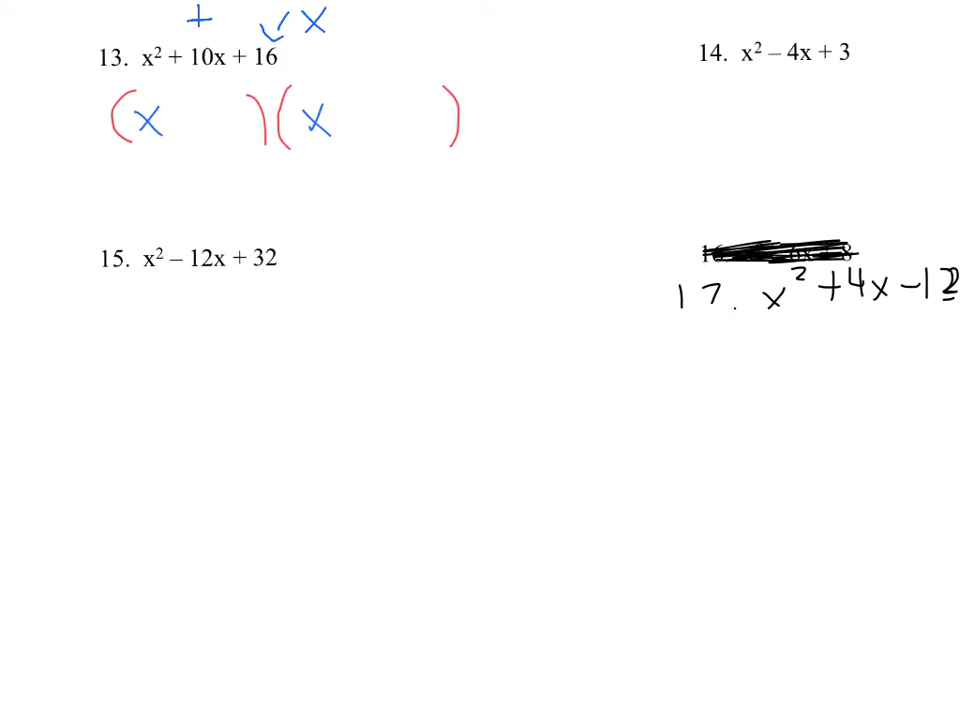 + ✓ x
13. x² + 10x + 16
14. x² – 4x + 3
(x )(x )
15. x² – 12x + 32
17. x² +4x –12